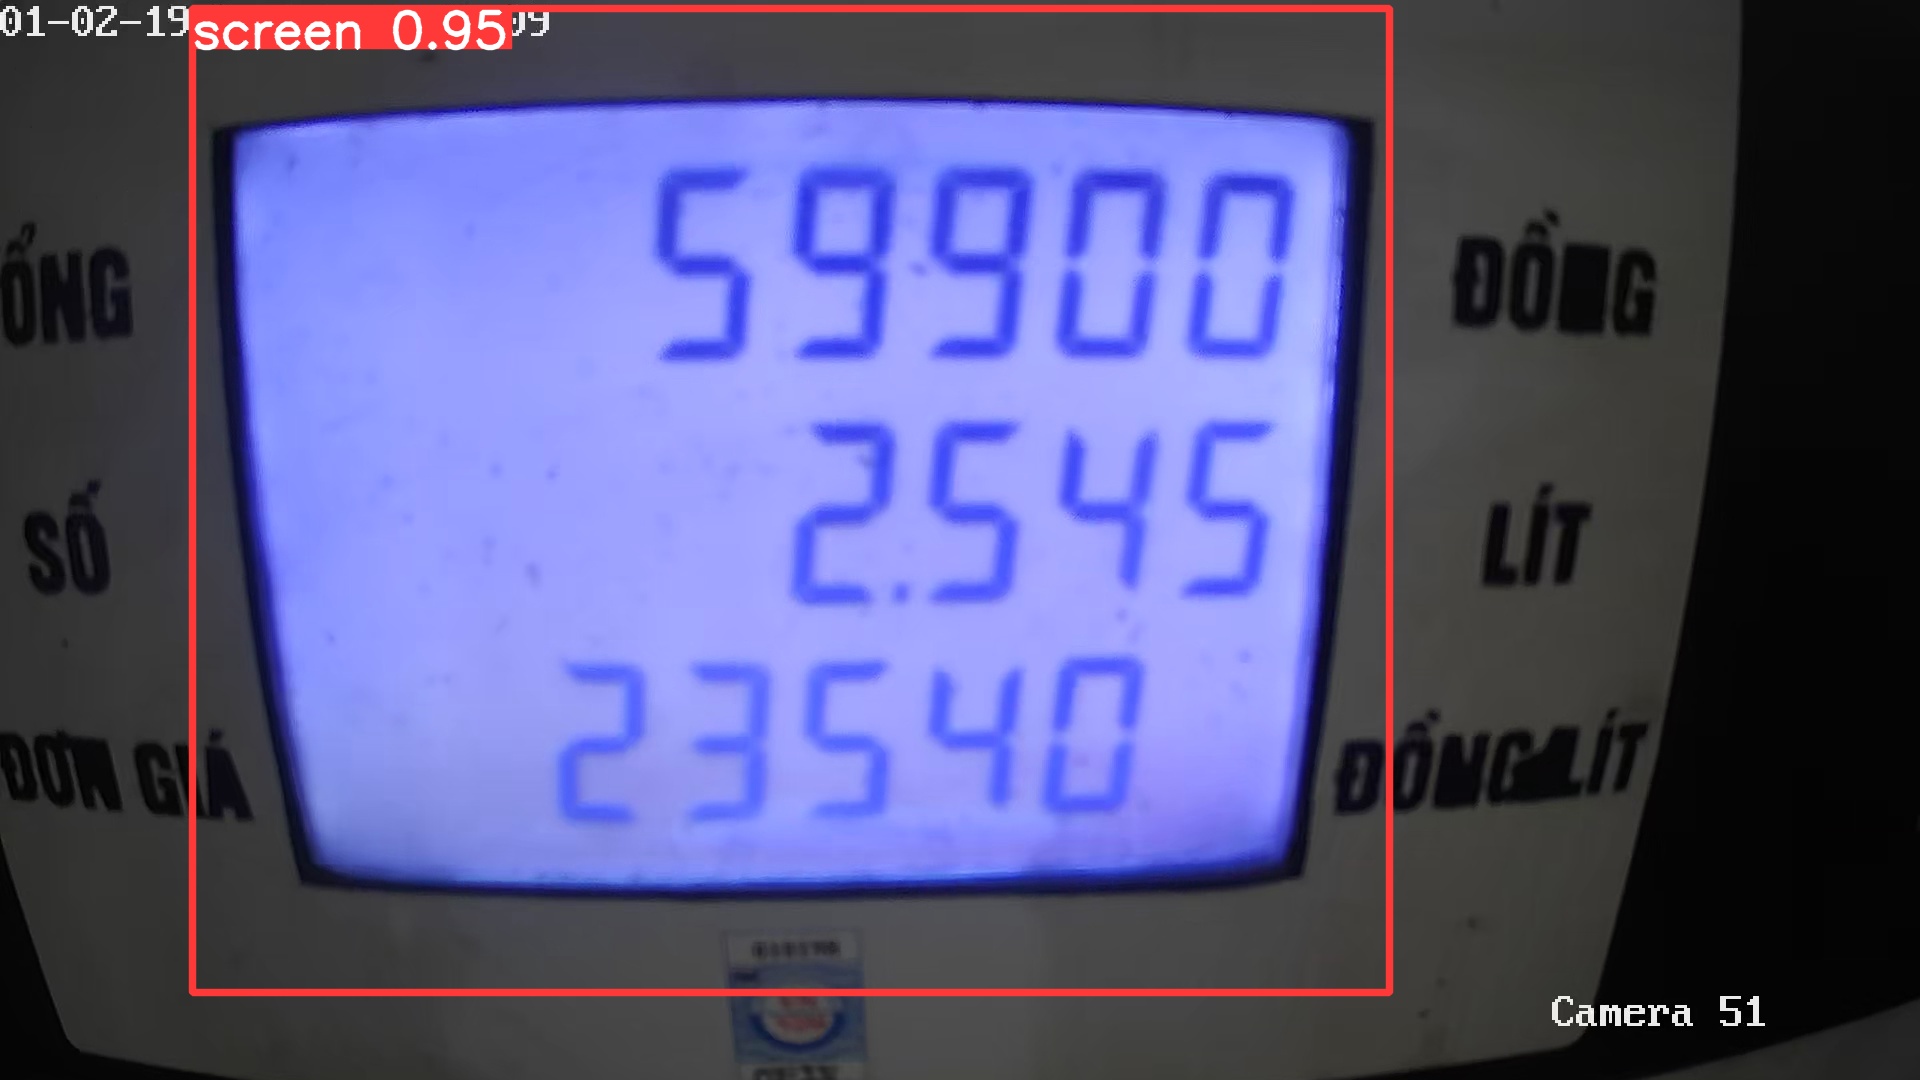 01-02-19
09
screen 0.95
59900
ỔNG
ĐỒNG
2.545
SỐ
LÍT
23540
ĐƠN GIÁ
ĐỒNG/LÍT
Camera 51